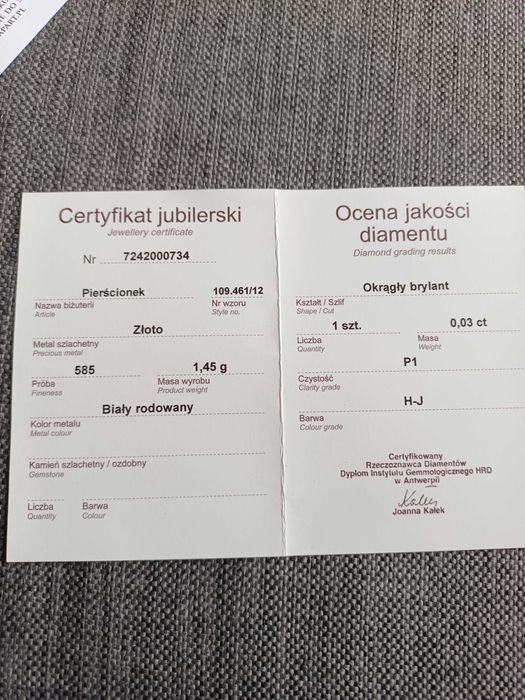 E DO
APART.PL
Certyfikat jubilerski
Jewellery certificate
Nr 7242000734
Pierścionek 109.461/12
Nazwa biżuterii Nr wzoru
Article Style no.
Złoto
Metal szlachetny
Precious metal
585 1,45 g
Próba Masa wyrobu
Fineness Product weight
Biały rodowany
Kolor metalu
Metal colour
Kamień szlachetny / ozdobny
Gemstone
Liczba Barwa
Quantity Colour
Ocena jakości
diamentu
Diamond grading results
Okrągły brylant
Kształt / Szlif
Shape / Cut
1 szt. 0,03 ct
Liczba Masa
Quantity Weight
P1
Czystość
Clarity grade
H-J
Barwa
Colour grade
Certyfikowany
Rzeczoznawca Diamentów
Dyplom Instytutu Gemmologicznego HRD
w Antwerpii
Joanna Kałek